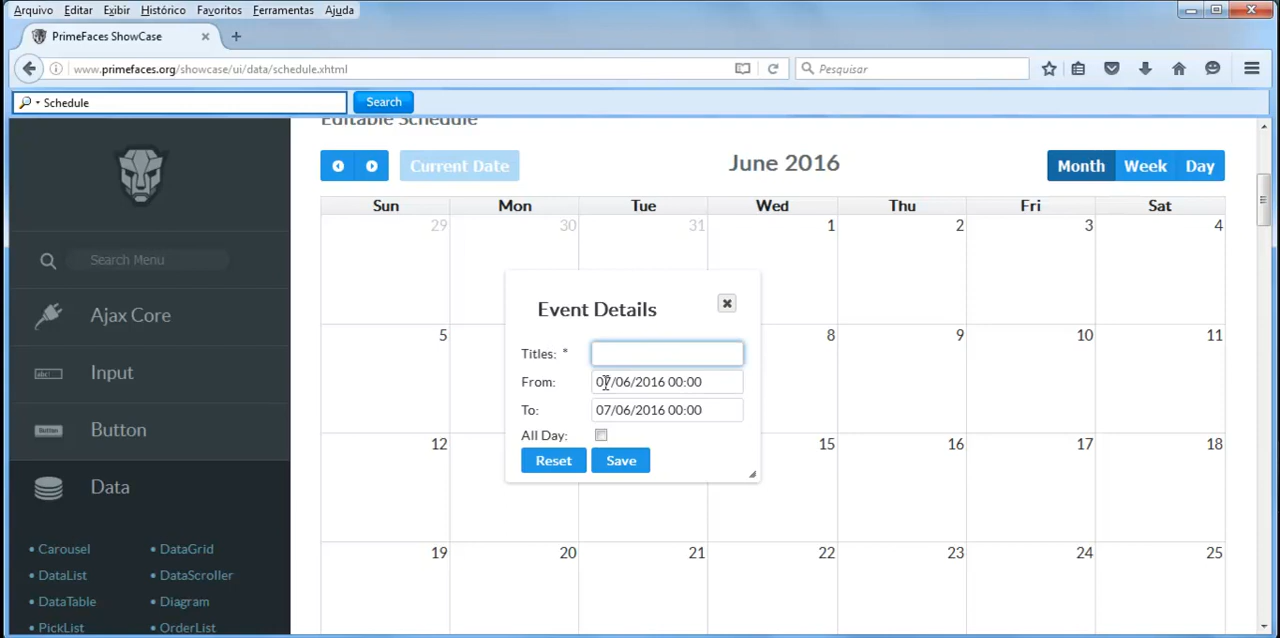 Arquivo Editar Exibir Histórico Favoritos Ferramentas Ajuda
PrimeFaces ShowCase
www.primefaces.org/showcase/ui/data/schedule.xhtml
Pesquisar
Schedule
Search
Editable Schedule
Current Date
June 2016
Month Week Day
Sun Mon Tue Wed Thu Fri Sat
29 30 31 1 2 3 4
Search Menu
Ajax Core
Input
Button
Button
Data
• Carousel • DataGrid
• DataList • DataScroller
• DataTable • Diagram
• PickList • OrderList
Event Details
Titles: *
From: 07/06/2016 00:00
To: 07/06/2016 00:00
All Day:
Reset Save
5 8 9 10 11
12 15 16 17 18
19 20 21 22 23 24 25